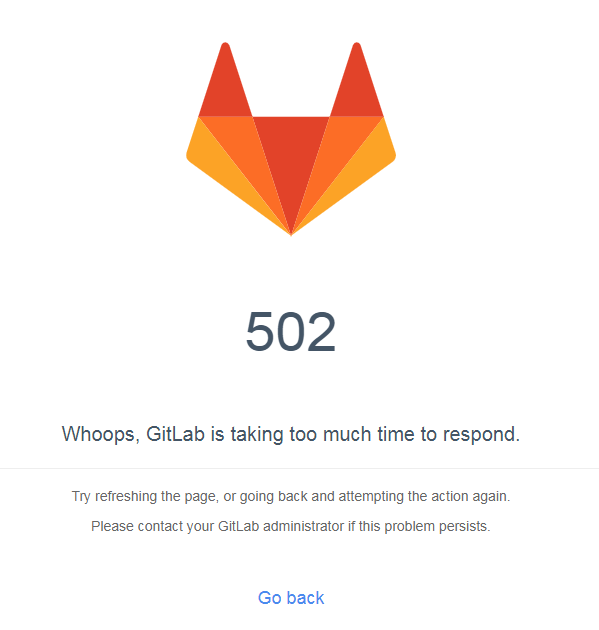 502
Whoops, GitLab is taking too much time to respond.
Try refreshing the page, or going back and attempting the action again.
Please contact your GitLab administrator if this problem persists.
Go back